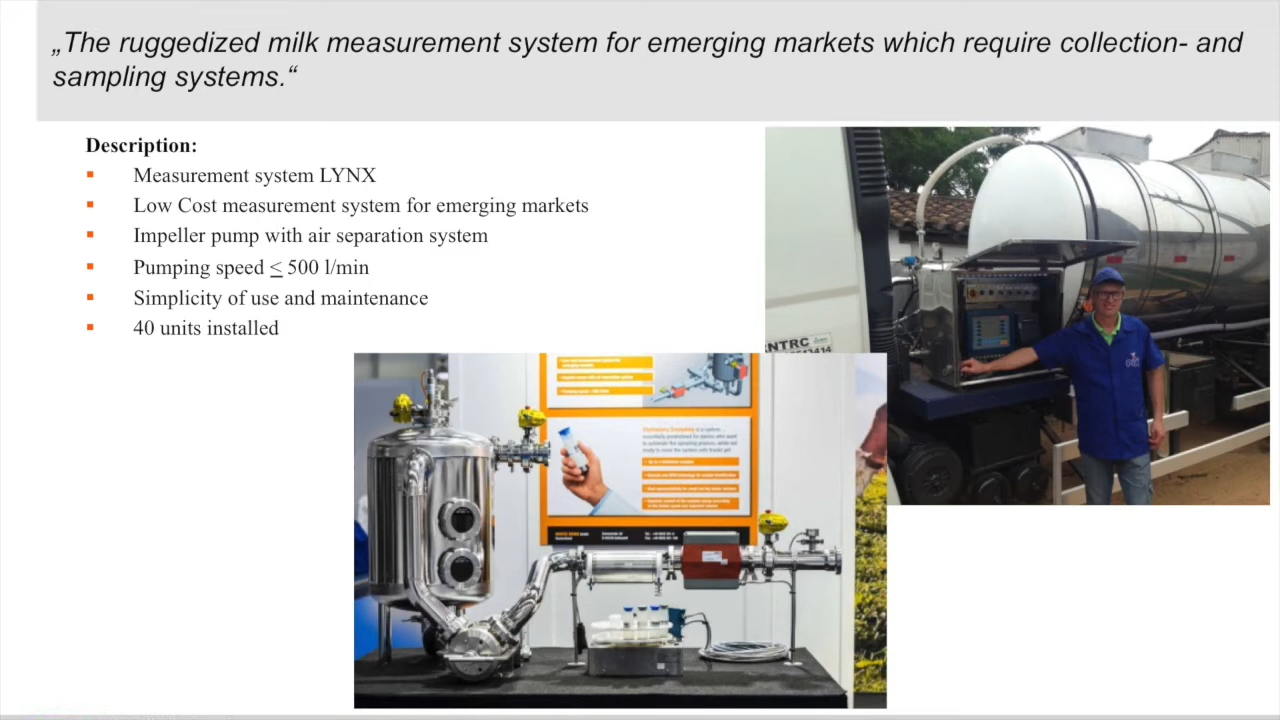 „The ruggedized milk measurement system for emerging markets which require collection- and
sampling systems.“
Description:
▪ Measurement system LYNX
▪ Low Cost measurement system for emerging markets
▪ Impeller pump with air separation system
▪ Pumping speed ≤ 500 l/min
▪ Simplicity of use and maintenance
▪ 40 units installed
NTRC